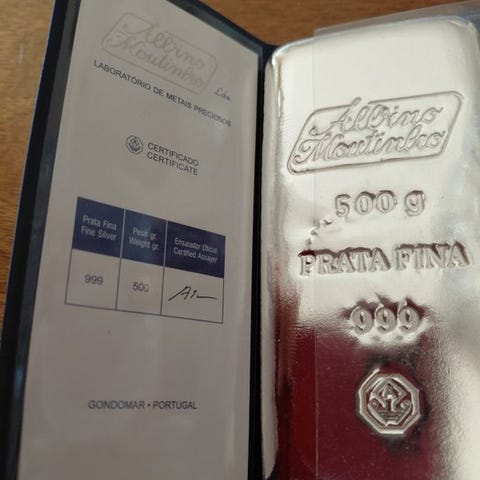 Albino
Moutinho
Lda.
LABORATÓRIO DE METAIS PRECIOSOS
CERTIFICADO
CERTIFICATE
Prata Fina
Fine Silver
Peso gr.
Weight gr.
Ensaiador Oficial
Certified Assayer
999
500
GONDOMAR • PORTUGAL
Albino
Moutinho
500 g
PRATA FINA
999